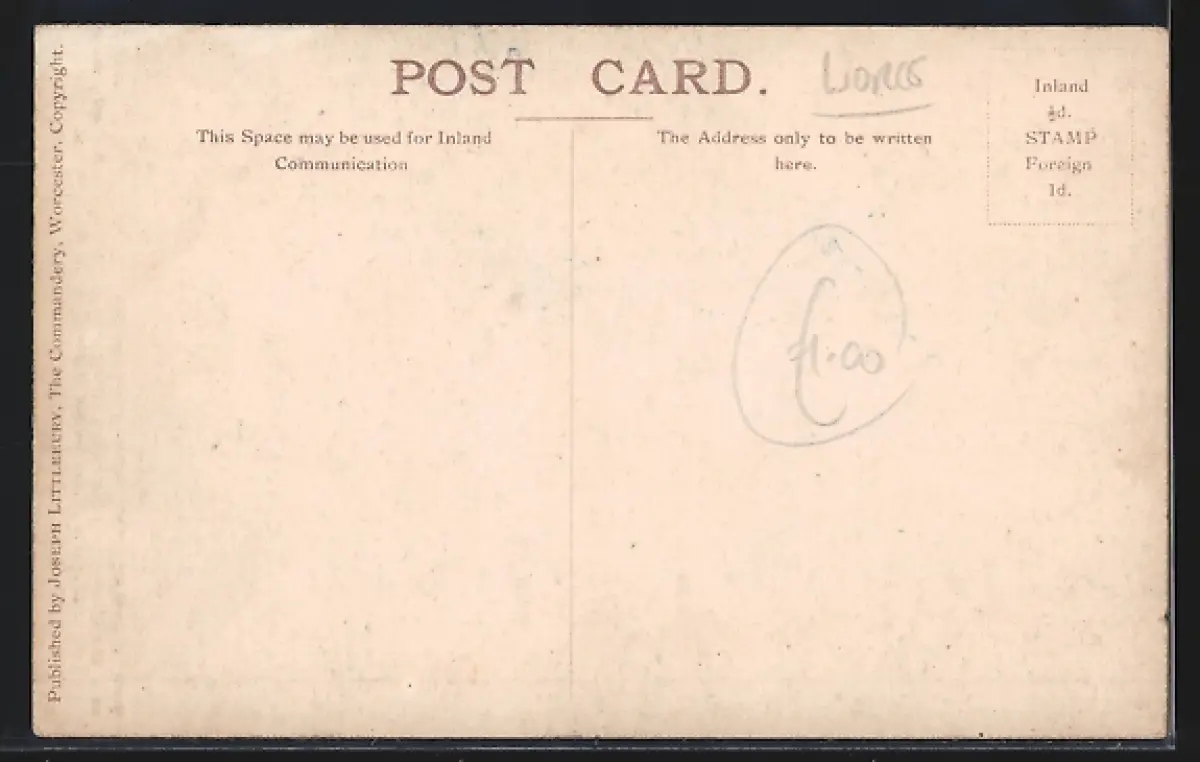 POST CARD.
Worcs
This Space may be used for Inland
Communication
The Address only to be written
here.
Inland
½d.
STAMP
Foreign
1d.
£1.00
Published by JOSEPH LITTLEBURY, The Commandery, Worcester, Copyright.